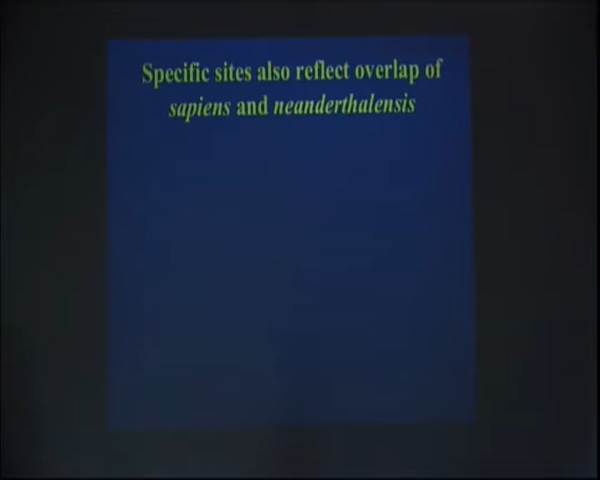 Specific sites also reflect overlap of
sapiens and neanderthalensis